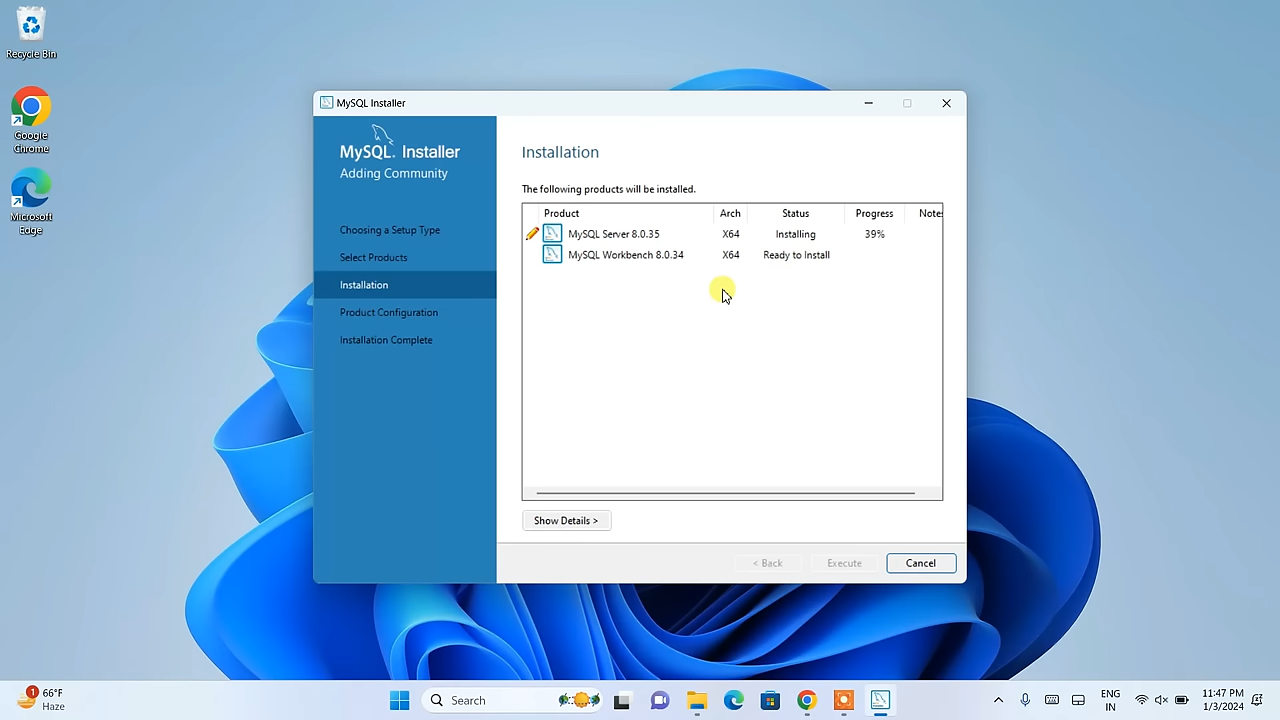 Recycle Bin
Google
Chrome
Microsoft
Edge
MySQL Installer
MySQL. Installer
Adding Community
Choosing a Setup Type
Select Products
Installation
Product Configuration
Installation Complete
Installation
The following products will be installed.
Product Arch Status Progress Notes
MySQL Server 8.0.35 X64 Installing 39%
MySQL Workbench 8.0.34 X64 Ready to Install
Show Details >
< Back Execute Cancel
1
66°F
Haze
Search
ENG
IN
11:47 PM
1/3/2024